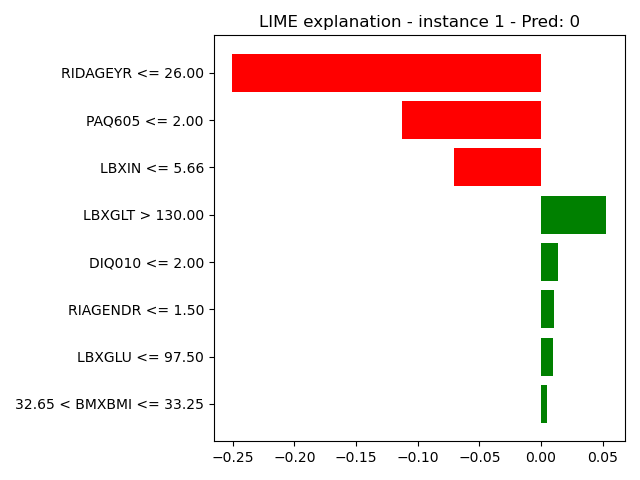 LIME explanation - instance 1 - Pred: 0
RIDAGEYR <= 26.00
PAQ605 <= 2.00
LBXIN <= 5.66
LBXGLT > 130.00
DIQ010 <= 2.00
RIAGENDR <= 1.50
LBXGLU <= 97.50
32.65 < BMXBMI <= 33.25
−0.25 −0.20 −0.15 −0.10 −0.05 0.00 0.05